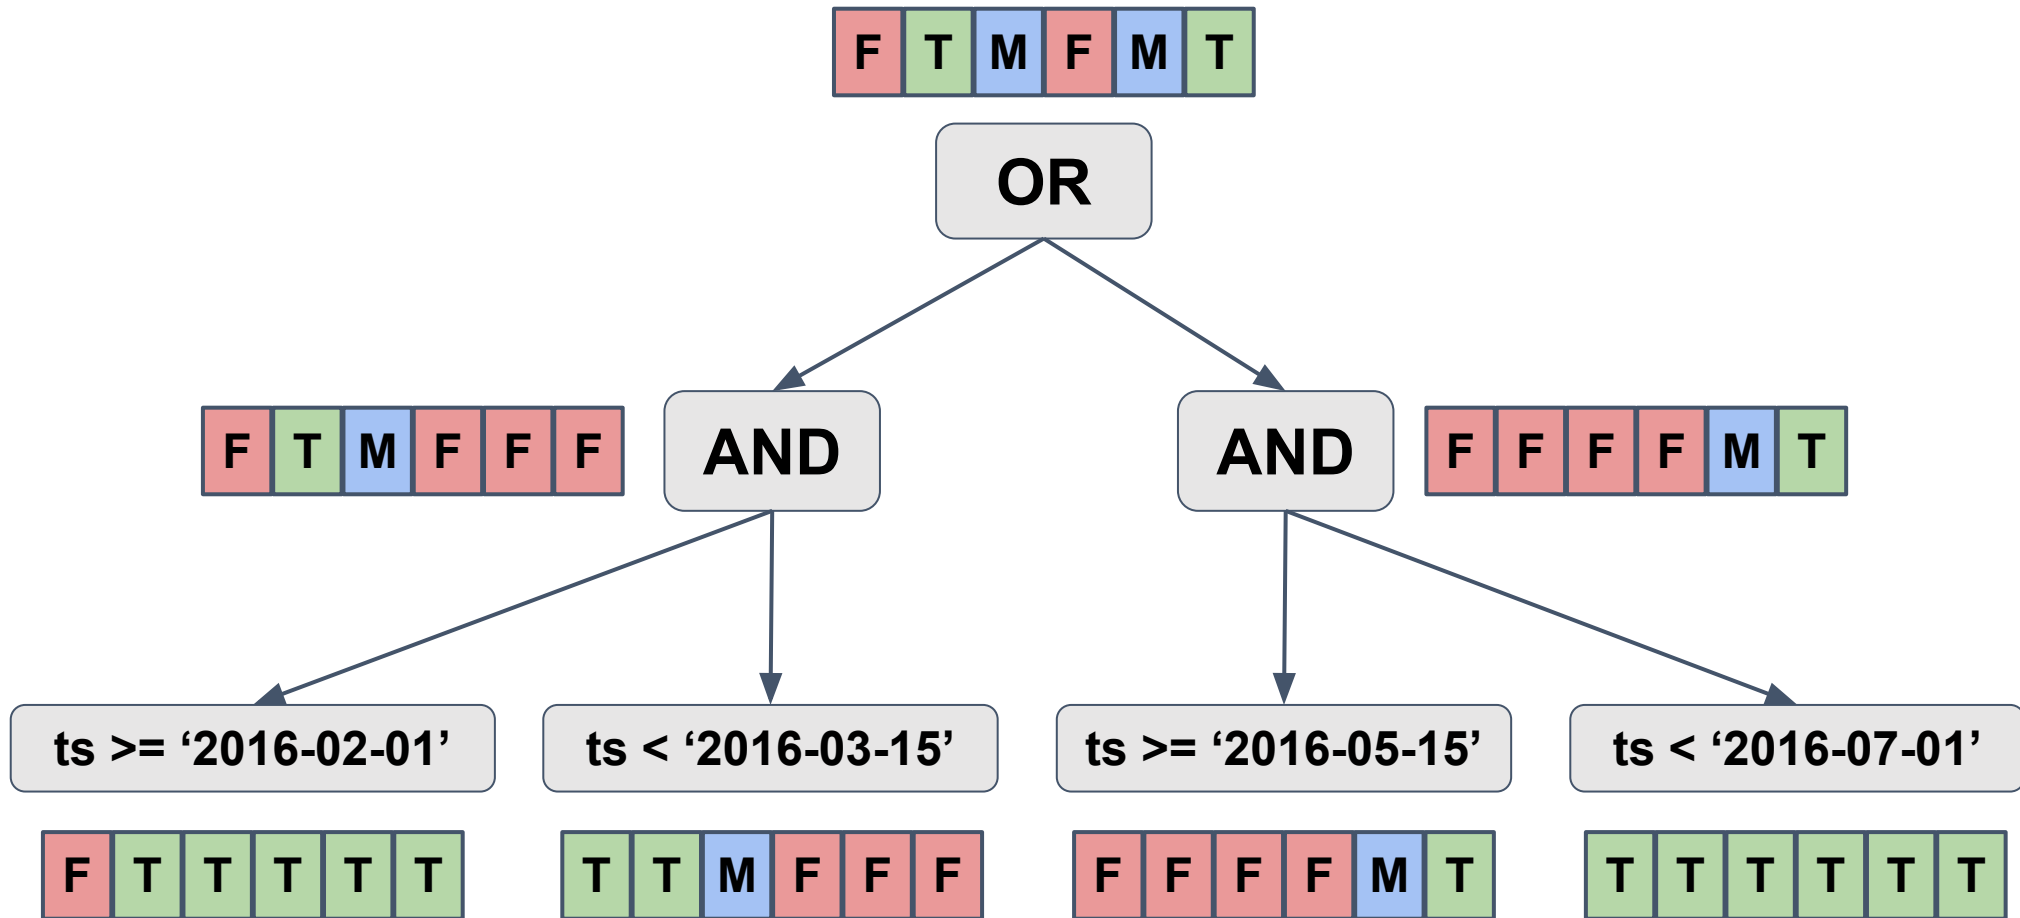 F T M F M T
OR
F T M F F F
AND
AND
F F F F M T
ts >= ‘2016-02-01’
ts < ‘2016-03-15’
ts >= ‘2016-05-15’
ts < ‘2016-07-01’
F T T T T T
T T M F F F
F F F F M T
T T T T T T